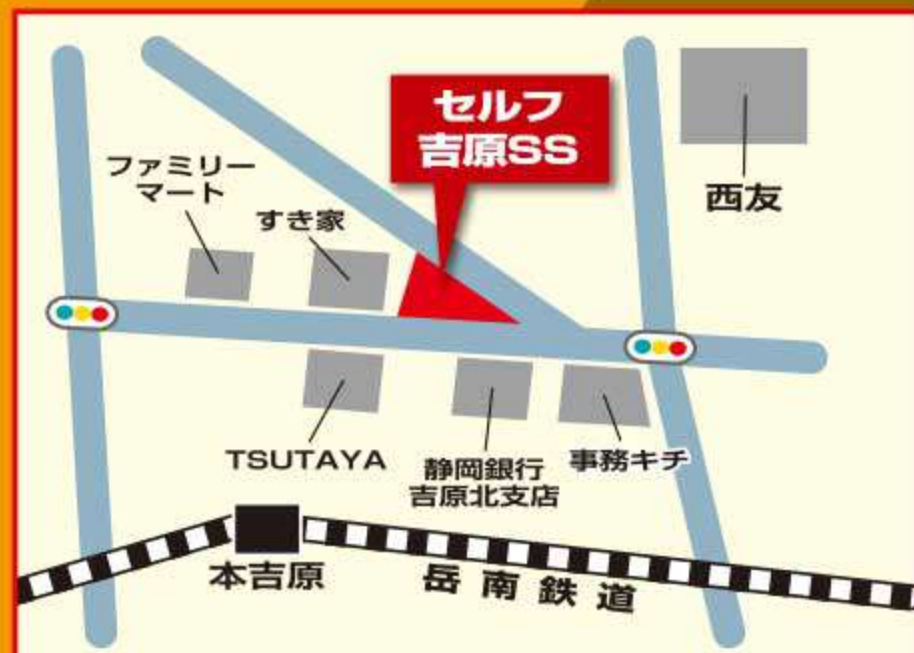 セルフ
吉原SS
西友
ファミリー
マート
すき家
TSUTAYA
静岡銀行
吉原北支店
事務キチ
本吉原
岳南鉄道